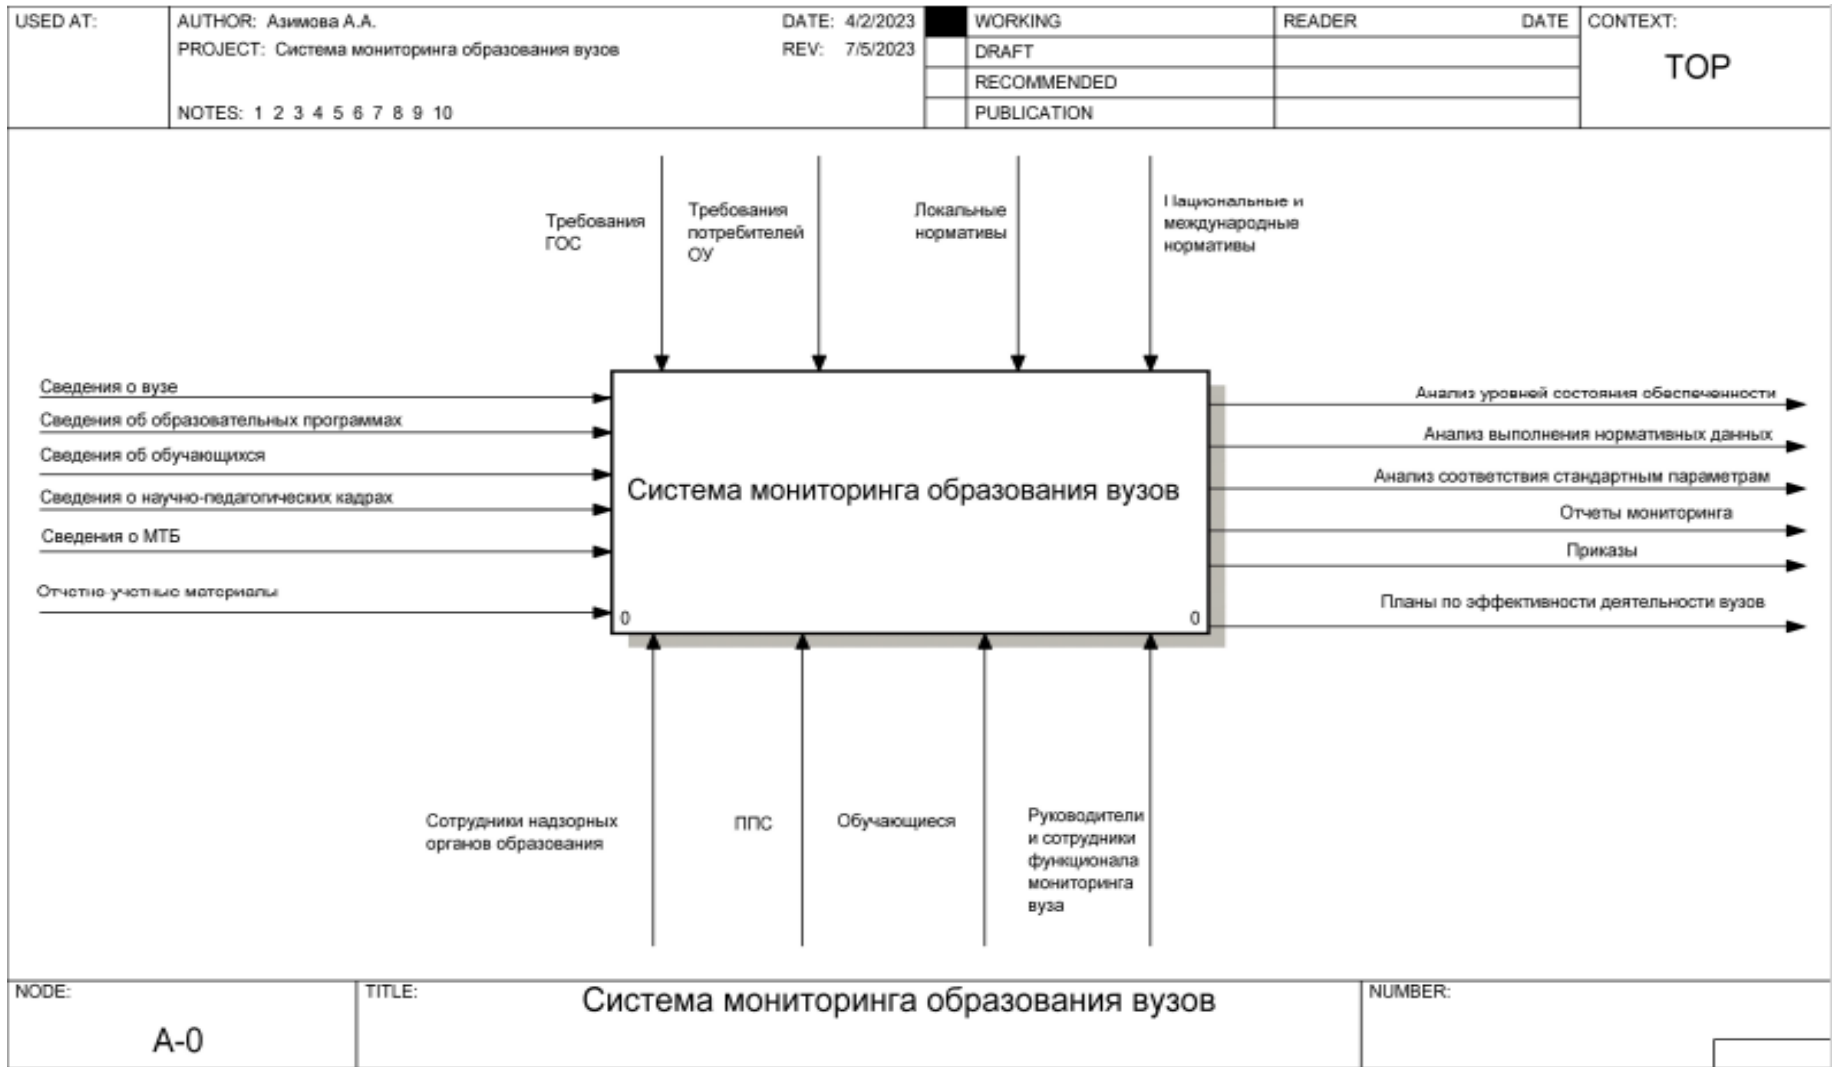 USED AT:
AUTHOR: Азимова А.А.
DATE: 4/2/2023
PROJECT: Система мониторинга образования вузов
REV: 7/5/2023
NOTES: 1 2 3 4 5 6 7 8 9 10
WORKING
DRAFT
RECOMMENDED
PUBLICATION
READER DATE
CONTEXT:
TOP
Требования
ГОС
Требования
потребителей
ОУ
Локальные
нормативы
Национальные и
международные
нормативы
Сведения о вузе
Сведения об образовательных программах
Сведения об обучающихся
Сведения о научно-педагогических кадрах
Сведения о МТБ
Отчетно-учетные материалы
Система мониторинга образования вузов
0
0
Анализ уровней состояния обеспеченности
Анализ выполнения нормативных данных
Анализ соответствия стандартным параметрам
Отчеты мониторинга
Приказы
Планы по эффективности деятельности вузов
Сотрудники надзорных
органов образования
ППС
Обучающиеся
Руководители
и сотрудники
функционала
мониторинга
вуза
NODE:
A-0
TITLE:
Система мониторинга образования вузов
NUMBER: